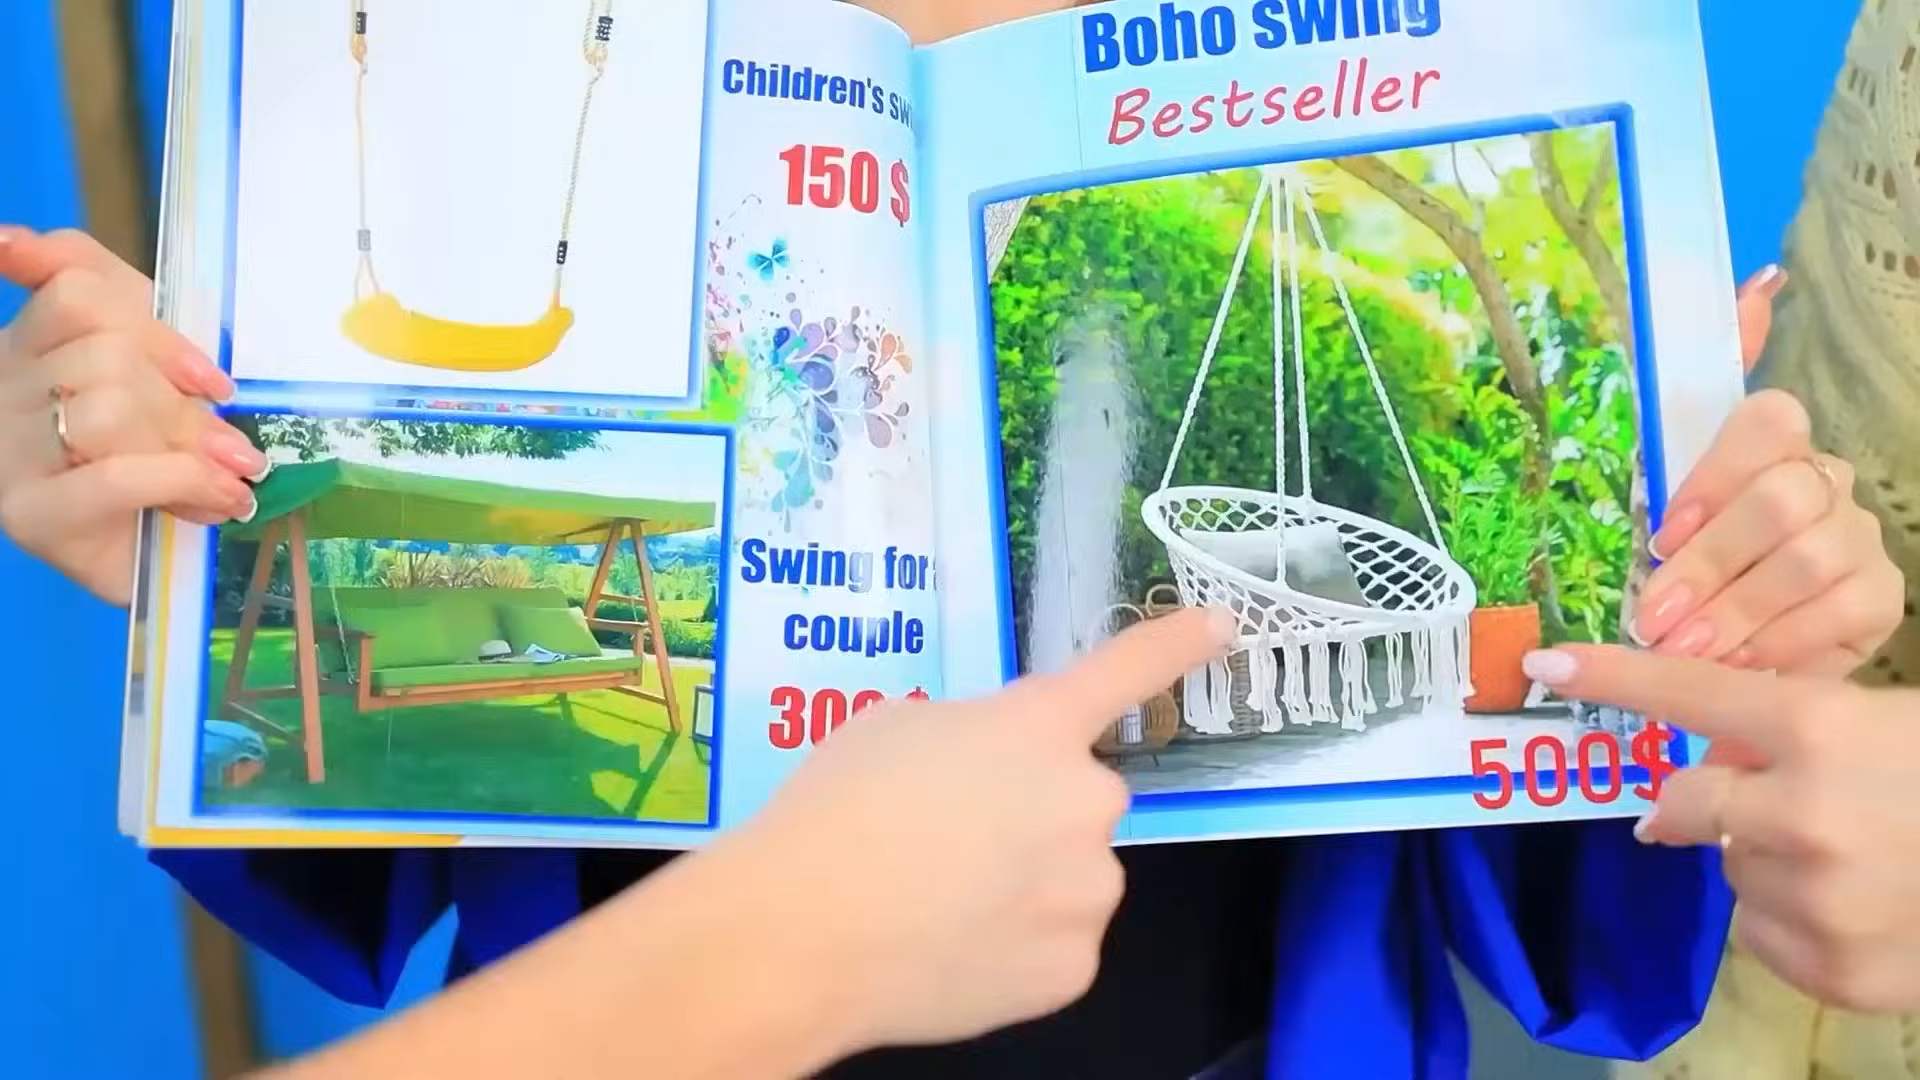 Children's
150 $
Swing for
couple
Boho swing
Bestseller
500$